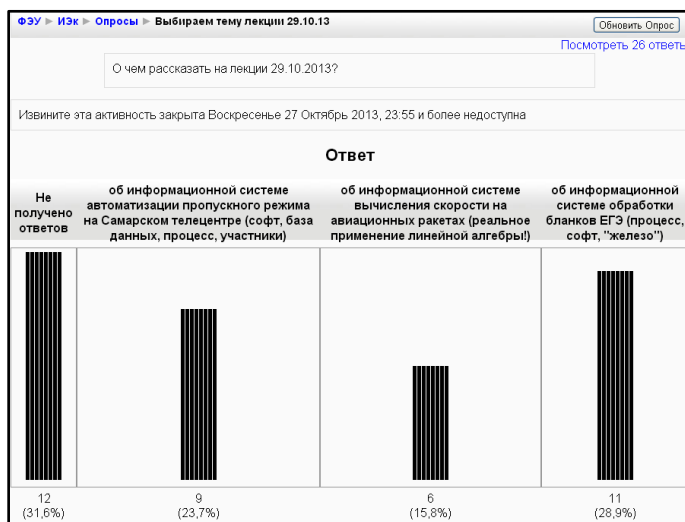 ФЭУ ► ИЭк ► Опросы ► Выбираем тему лекции 29.10.13
Обновить Опрос
Посмотреть 26 ответы
О чем рассказать на лекции 29.10.2013?
Извините эта активность закрыта Воскресенье 27 Октябрь 2013, 23:55 и более недоступна
Ответ
Не
получено
ответов
об информационной системе
автоматизации пропускного режима
на Самарском телецентре (софт, база
данных, процесс, участники)
об информационной системе
вычисления скорости на
авиационных ракетах (реальное
применение линейной алгебры!)
об информационной
системе обработки
бланков ЕГЭ (процесс,
софт, "железо")
12
(31,6%)
9
(23,7%)
6
(15,8%)
11
(28,9%)